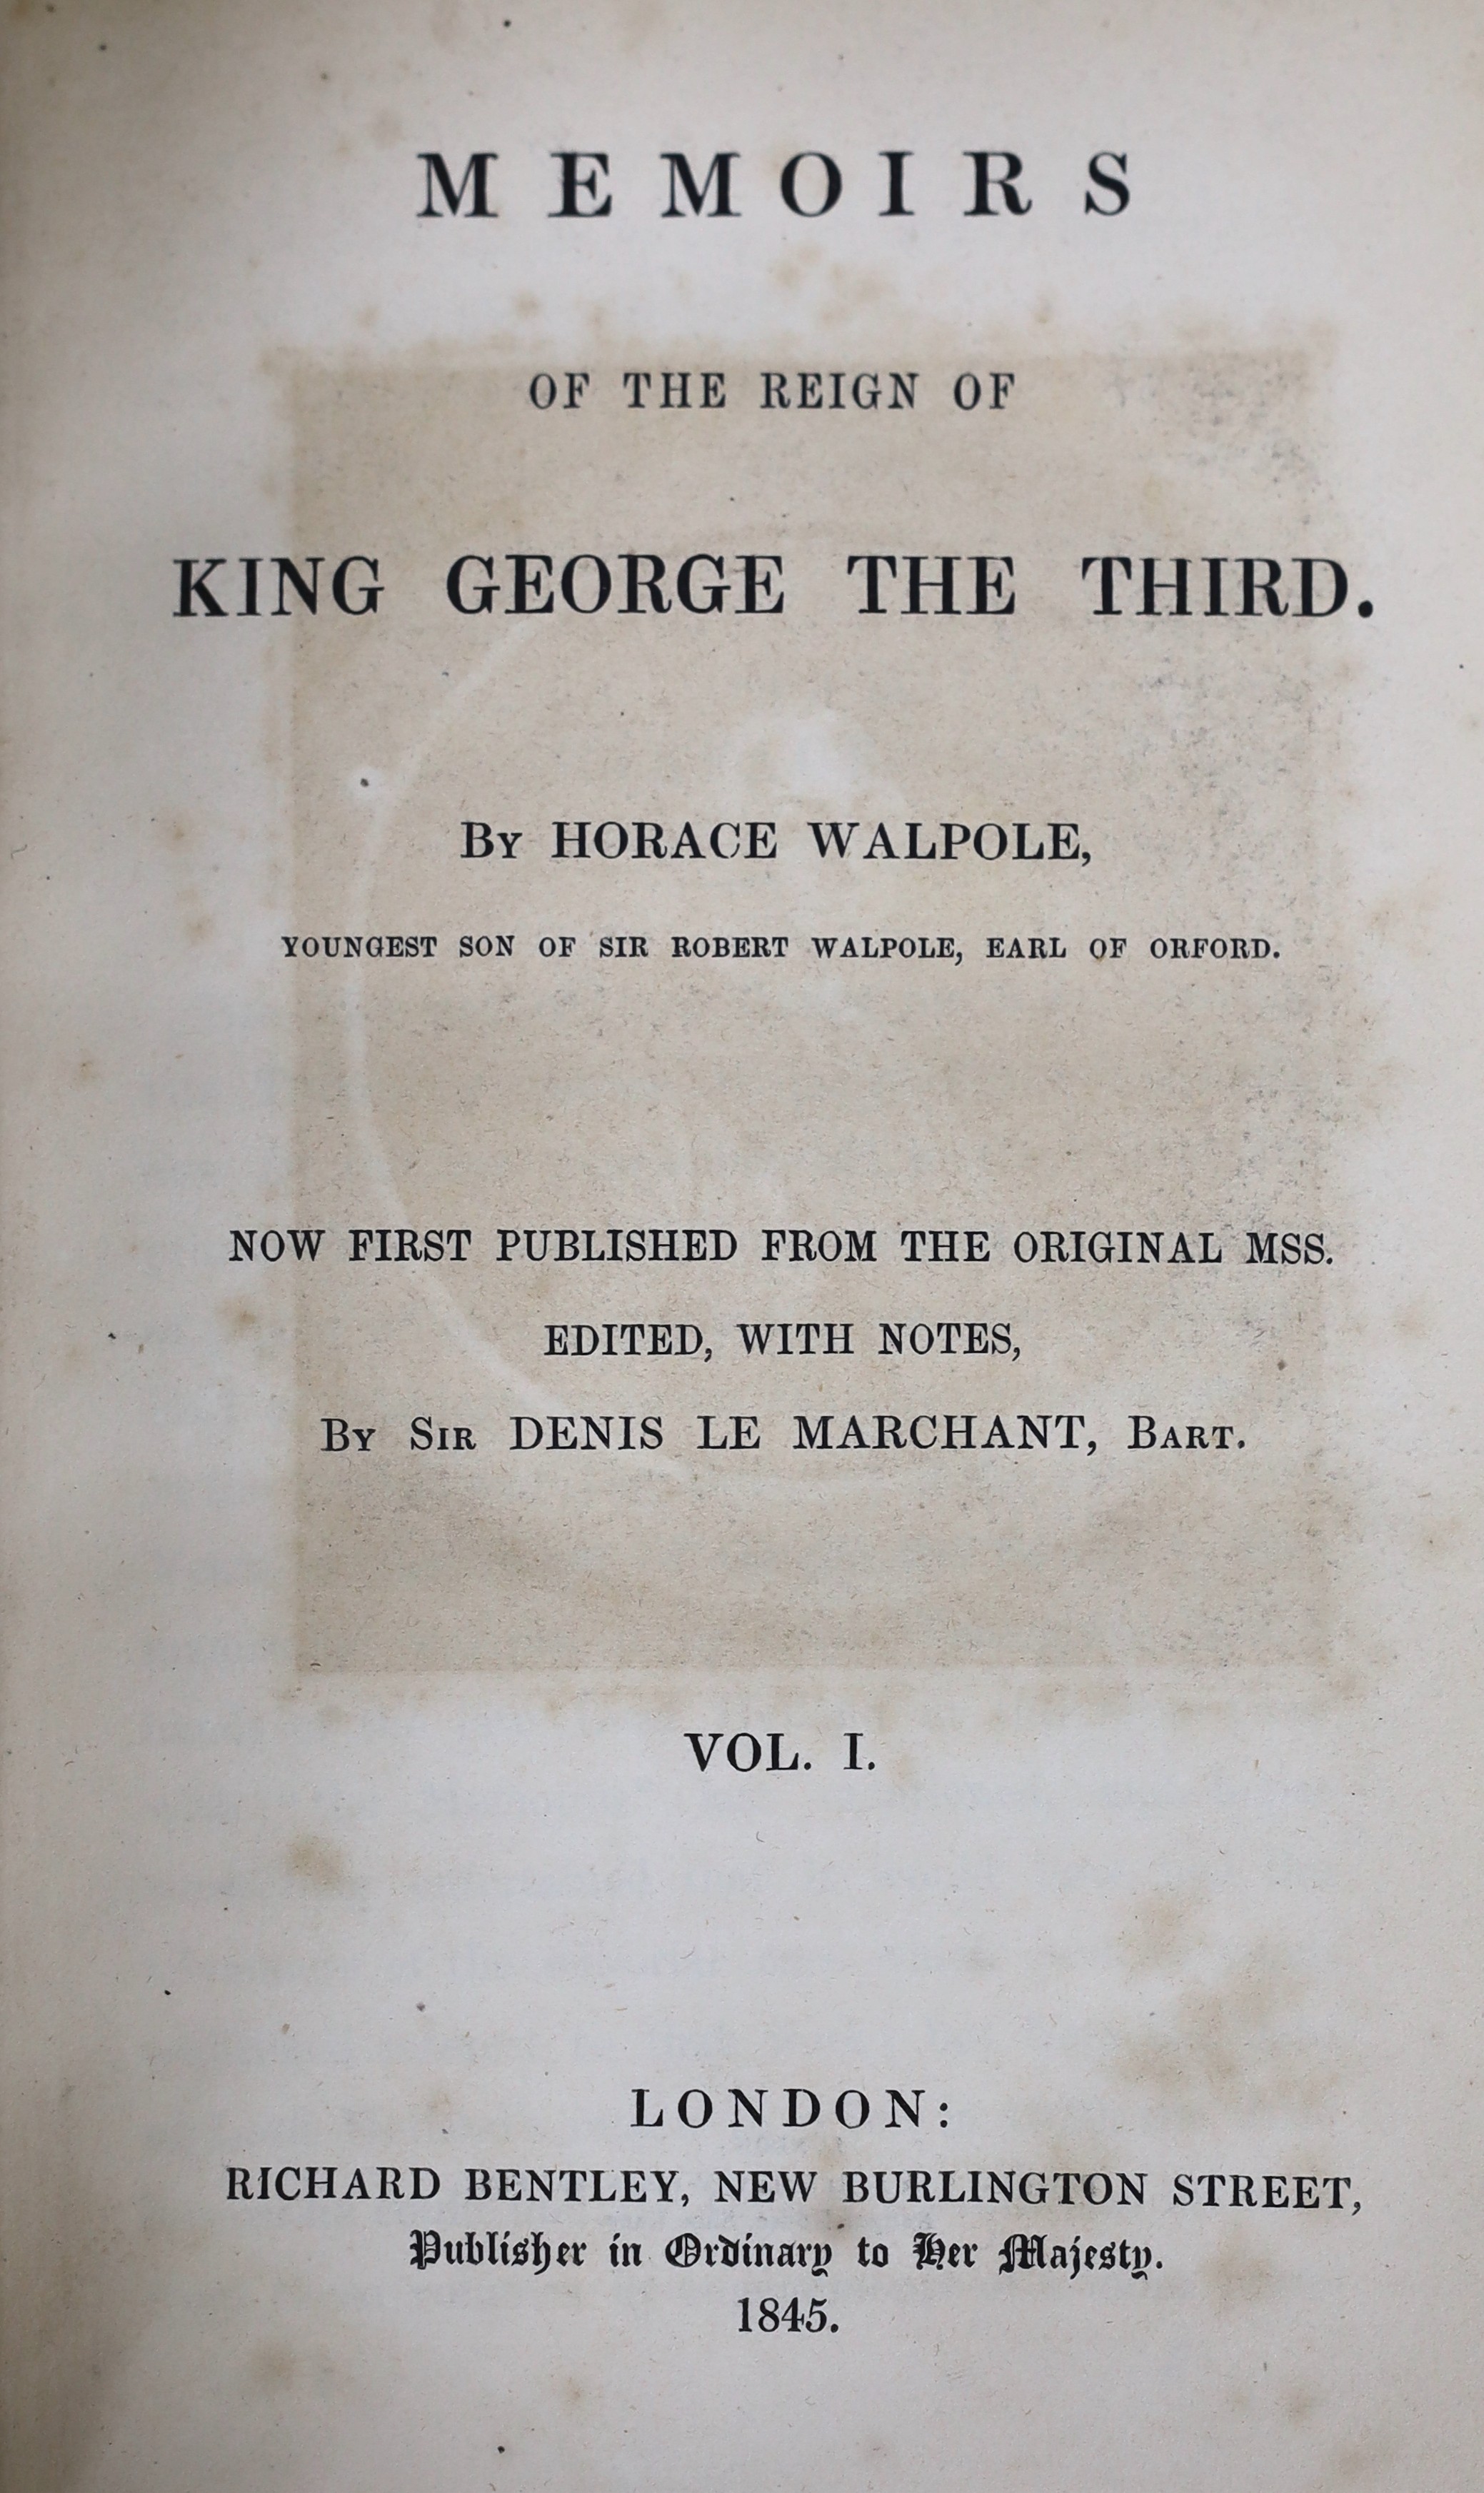 MEMOIRS
OF THE REIGN OF
KING GEORGE THE THIRD.
By HORACE WALPOLE,
YOUNGEST SON OF SIR ROBERT WALPOLE, EARL OF ORFORD.
NOW FIRST PUBLISHED FROM THE ORIGINAL MSS.
EDITED, WITH NOTES,
By Sir DENIS LE MARCHANT, Bart.
VOL. I.
LONDON:
RICHARD BENTLEY, NEW BURLINGTON STREET,
Publisher in Ordinary to Her Majesty.
1845.